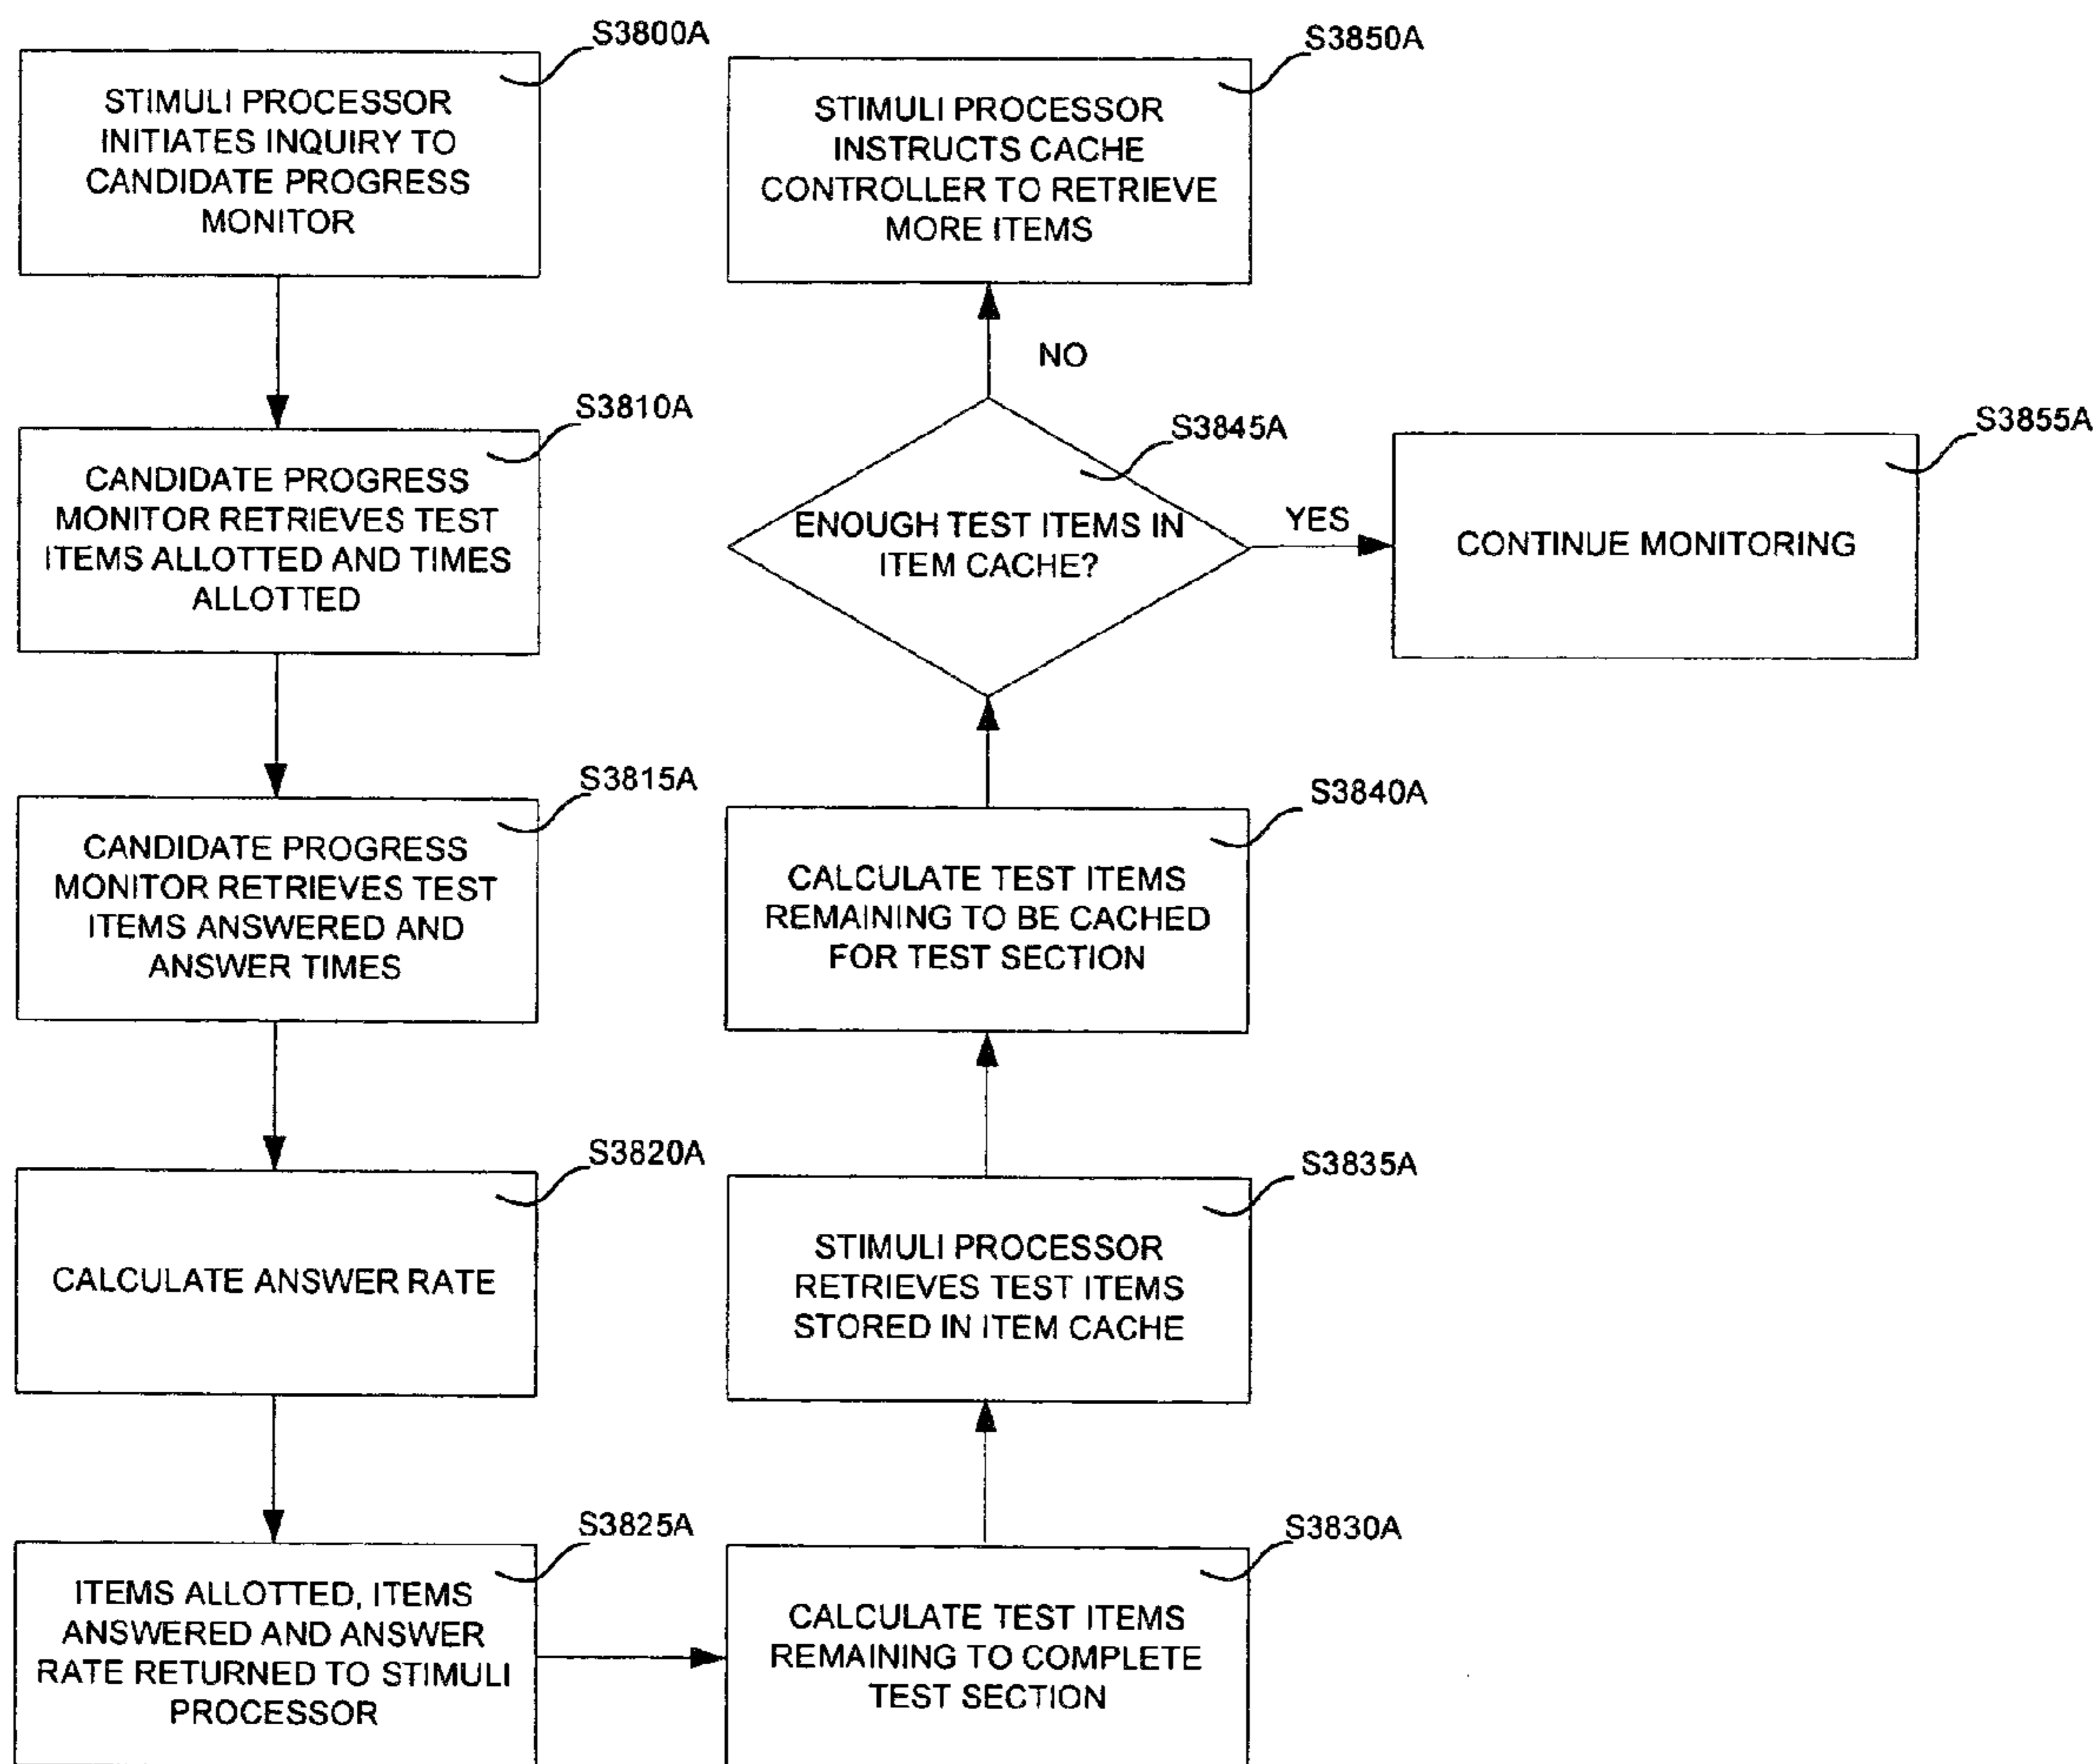 S3800A
STIMULI PROCESSOR
INITIATES INQUIRY TO
CANDIDATE PROGRESS
MONITOR
S3810A
CANDIDATE PROGRESS
MONITOR RETRIEVES TEST
ITEMS ALLOTTED AND TIMES
ALLOTTED
S3815A
CANDIDATE PROGRESS
MONITOR RETRIEVES TEST
ITEMS ANSWERED AND
ANSWER TIMES
S3820A
CALCULATE ANSWER RATE
S3825A
ITEMS ALLOTTED, ITEMS
ANSWERED AND ANSWER
RATE RETURNED TO STIMULI
PROCESSOR
S3830A
CALCULATE TEST ITEMS
REMAINING TO COMPLETE
TEST SECTION
S3835A
STIMULI PROCESSOR
RETRIEVES TEST ITEMS
STORED IN ITEM CACHE
S3840A
CALCULATE TEST ITEMS
REMAINING TO BE CACHED
FOR TEST SECTION
S3845A
ENOUGH TEST ITEMS IN
ITEM CACHE?
NO
S3850A
STIMULI PROCESSOR
INSTRUCTS CACHE
CONTROLLER TO RETRIEVE
MORE ITEMS
YES
S3855A
CONTINUE MONITORING